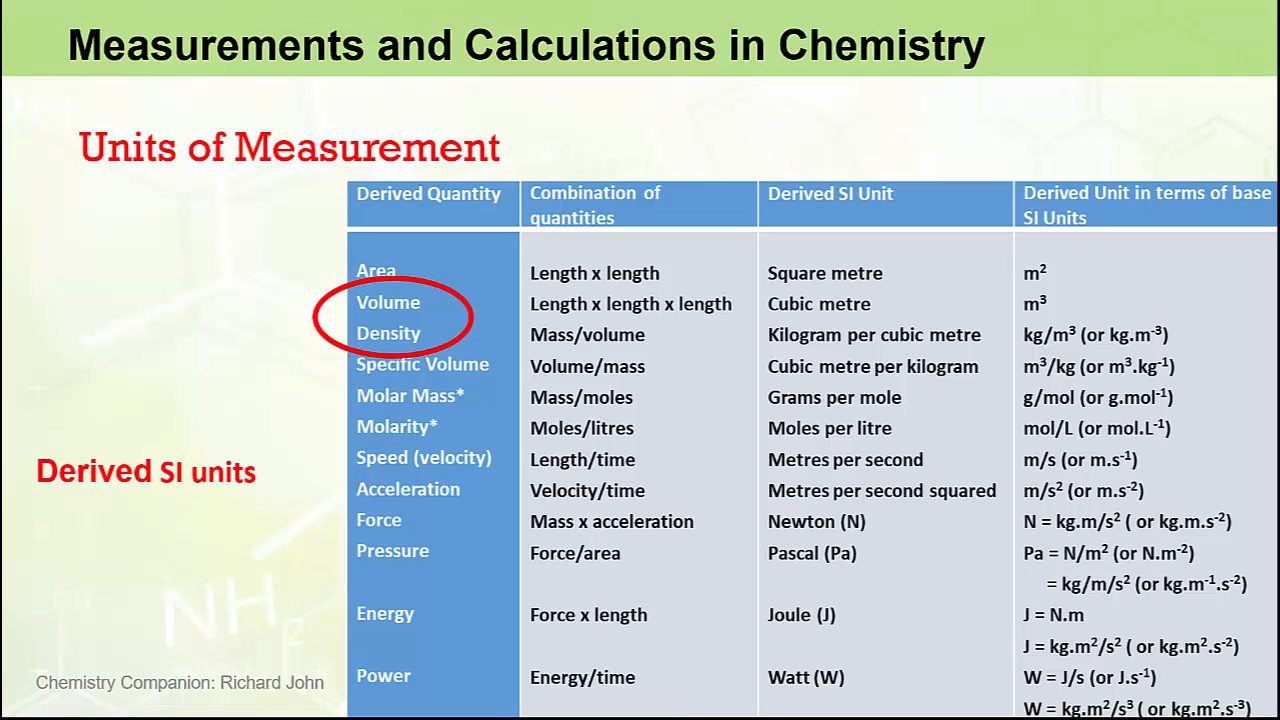 Measurements and Calculations in Chemistry
Units of Measurement
Derived Quantity Combination of quantities Derived SI Unit Derived Unit in terms of base SI Units
Area Length x length Square metre m²
Volume Length x length x length Cubic metre m³
Density Mass/volume Kilogram per cubic metre kg/m³ (or kg.m⁻³)
Specific Volume Volume/mass Cubic metre per kilogram m³/kg (or m³.kg⁻¹)
Molar Mass* Mass/moles Grams per mole g/mol (or g.mol⁻¹)
Molarity* Moles/litres Moles per litre mol/L (or mol.L⁻¹)
Speed (velocity) Length/time Metres per second m/s (or m.s⁻¹)
Derived SI units
Acceleration Velocity/time Metres per second squared m/s² (or m.s⁻²)
Force Mass x acceleration Newton (N) N = kg.m/s² ( or kg.m.s⁻²)
Pressure Force/area Pascal (Pa) Pa = N/m² (or N.m⁻²)
= kg/m/s² (or kg.m⁻¹.s⁻²)
Energy Force x length Joule (J) J = N.m
J = kg.m²/s² ( or kg.m².s⁻²)
Power Energy/time Watt (W) W = J/s (or J.s⁻¹)
W = kg.m²/s³ ( or kg.m².s⁻³)
NH₂
Chemistry Companion: Richard John